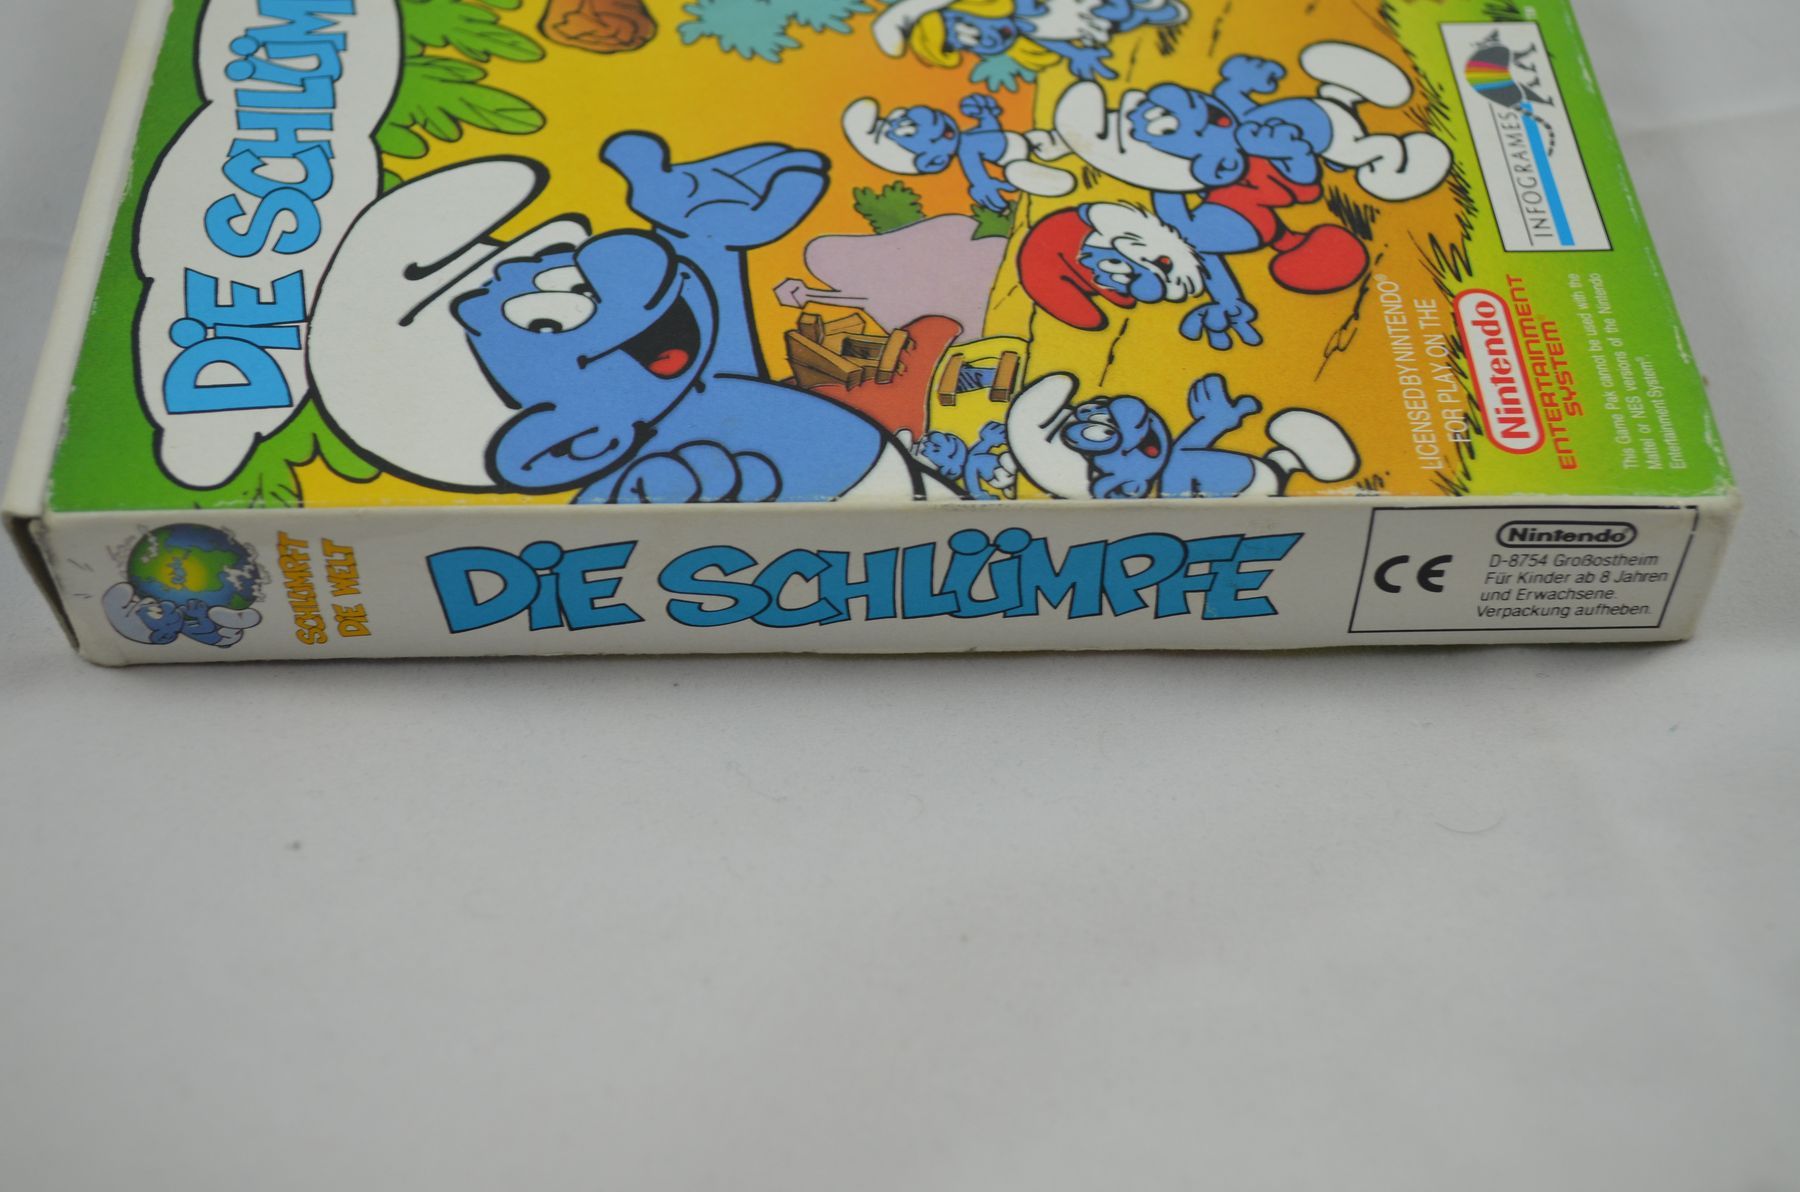 DiE SCHLÜM
INFOGRAMES
LICENSED BY NINTENDO®
FOR PLAY ON THE
Nintendo
ENTERTAINMENT
SYSTEM
This Game Pak cannot be used with the
Mattel or NES versions of the Nintendo
Entertainment System®.
SCHLUMPFT
DIE WELT
DiE SCHLÜMPFE
CE
Nintendo
D-8754 Großostheim
Für Kinder ab 8 Jahren
und Erwachsene.
Verpackung aufheben.